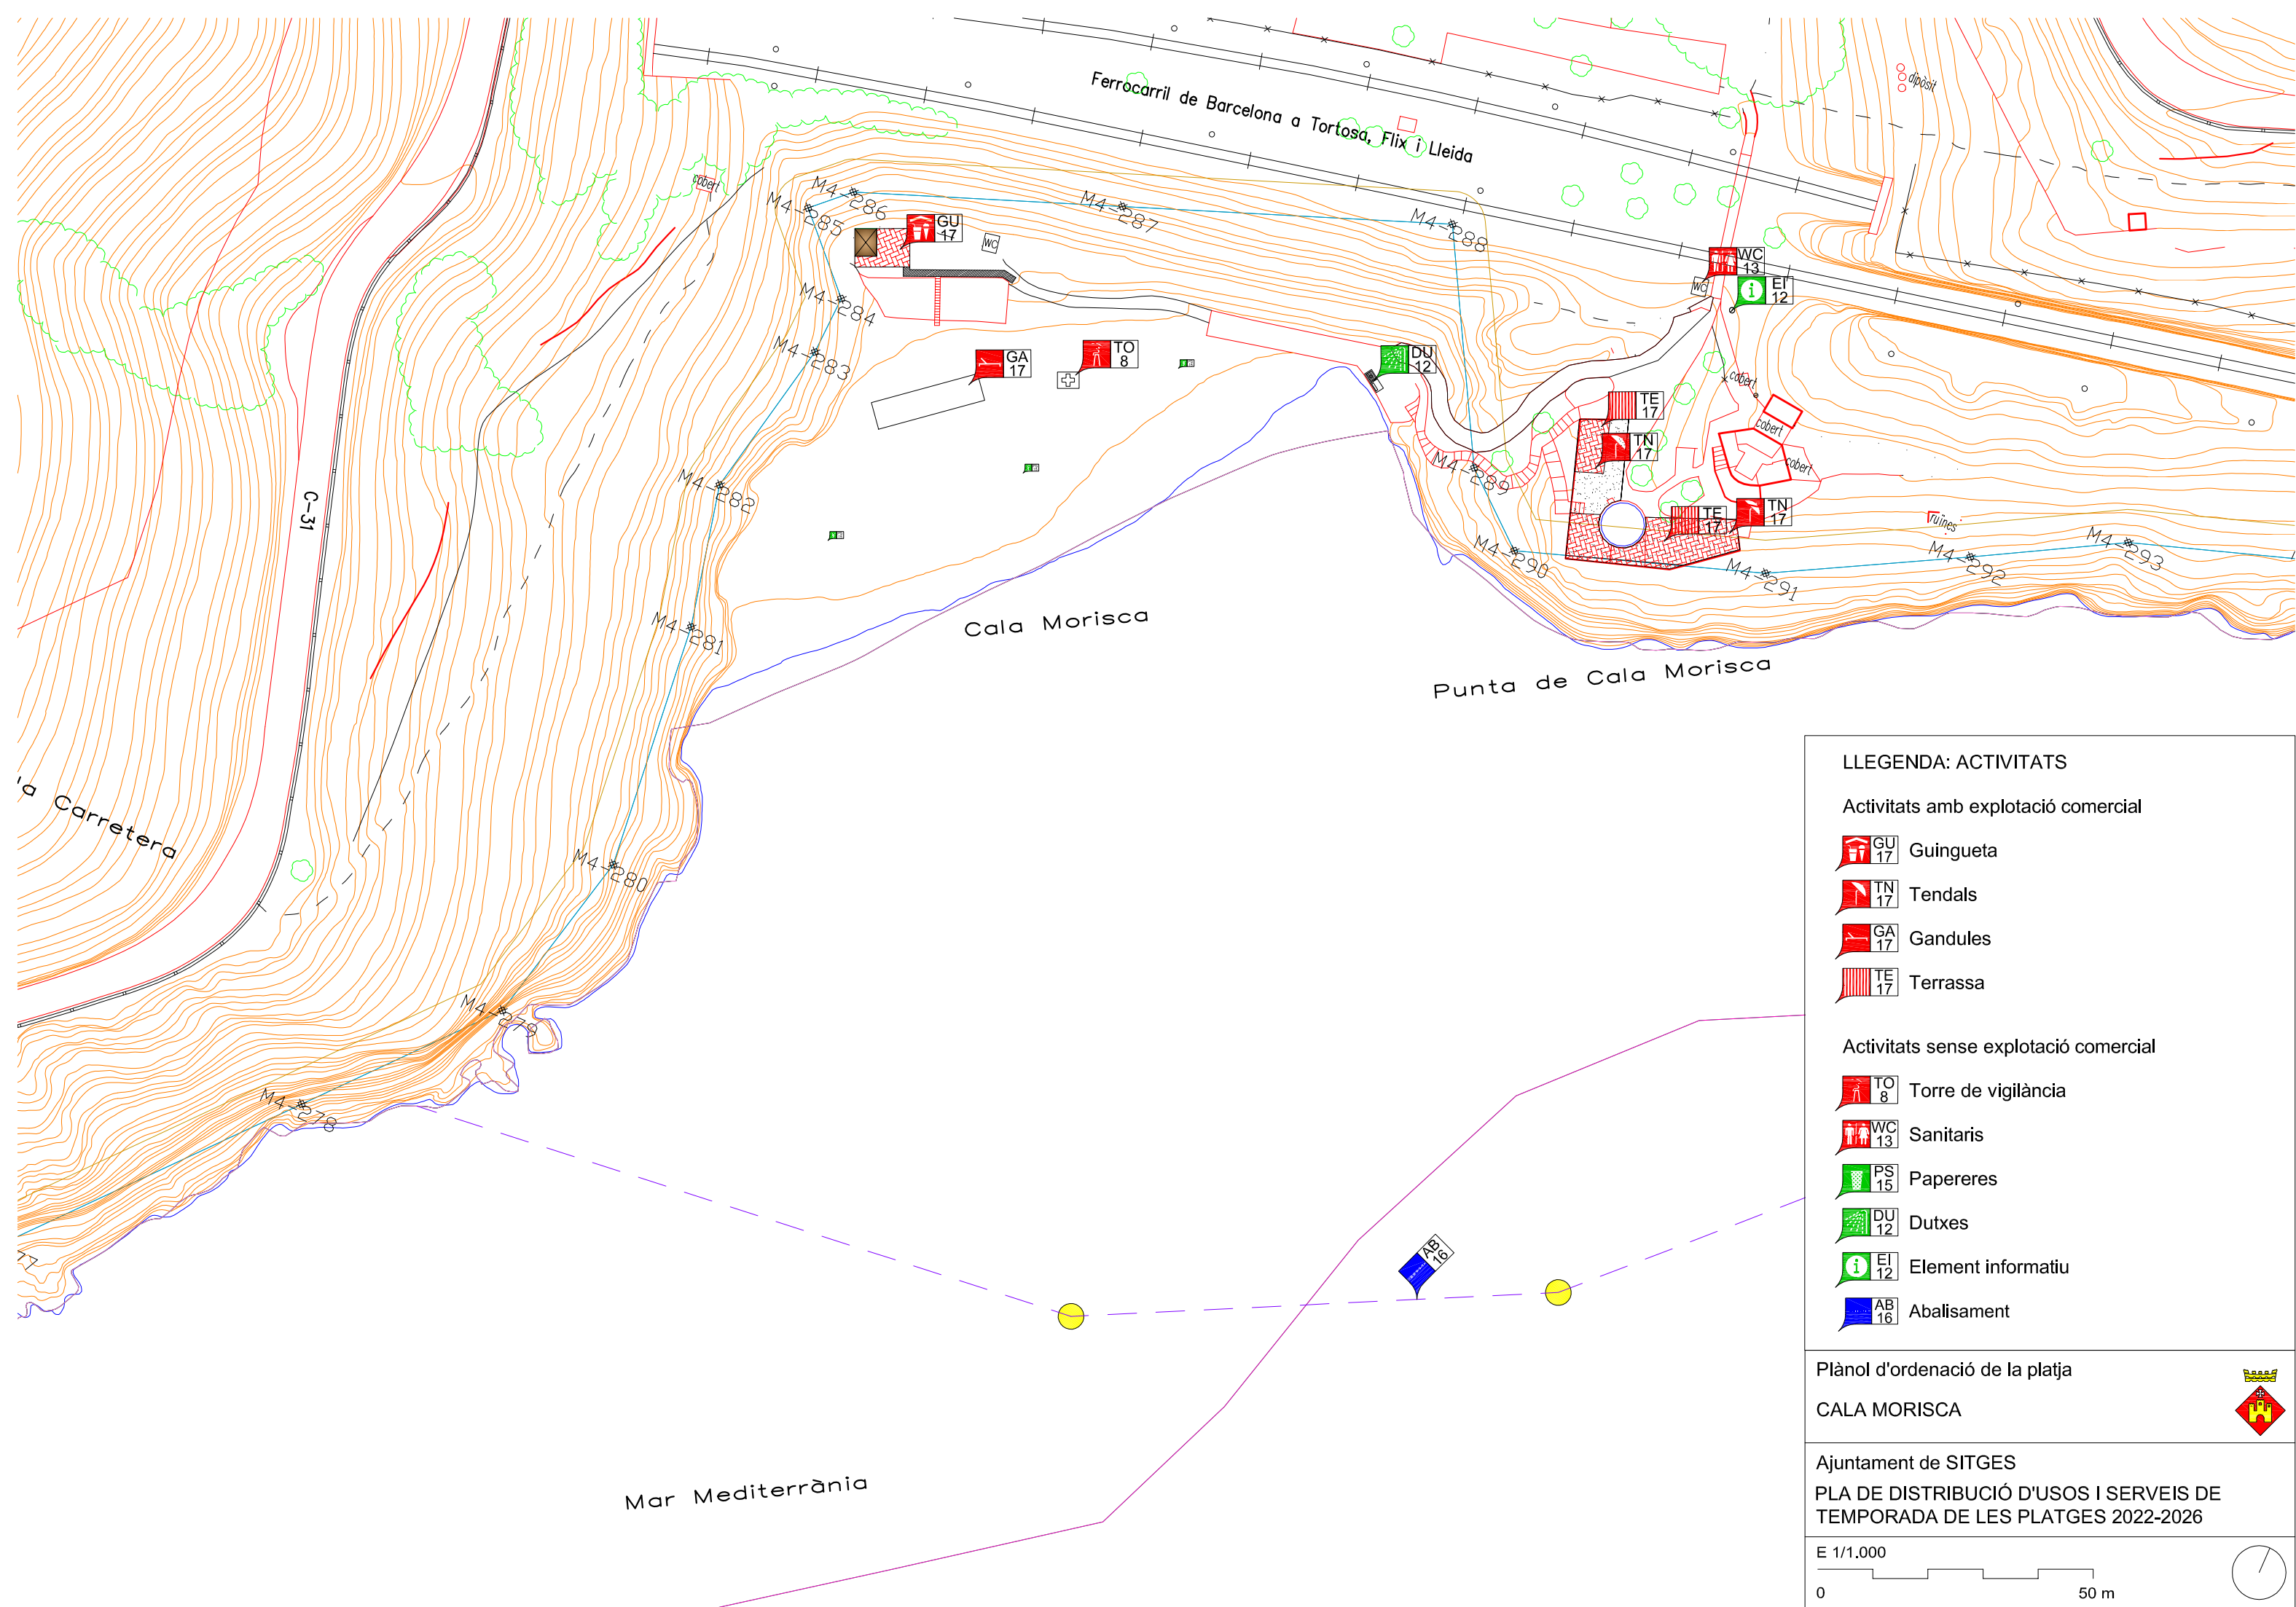 Ferrocarril de Barcelona a Tortosa, Flix i Lleida
dipòsit
cobert
M4-286
M4-285
M4-287
M4-288
GU
17
WC
WC
13
WC
EI
12
M4-284
M4-283
GA
17
TO
8
DU
12
cobert
TE
17
TN
17
cobert
cobert
M4-282
M4-289
C-31
TE
17
TN
17
ruïnes
M4-290
M4-291
M4-292
M4-293
M4-281
Cala Morisca
Punta de Cala Morisca
la Carretera
M4-280
M4-279
M4-278
77
AB
16
Mar Mediterrània
LLEGENDA: ACTIVITATS
Activitats amb explotació comercial
GU
17
Guingueta
TN
17
Tendals
GA
17
Gandules
TE
17
Terrassa
Activitats sense explotació comercial
TO
8
Torre de vigilància
WC
13
Sanitaris
PS
15
Papereres
DU
12
Dutxes
EI
12
Element informatiu
AB
16
Abalisament
Plànol d'ordenació de la platja
CALA MORISCA
Ajuntament de SITGES
PLA DE DISTRIBUCIÓ D'USOS I SERVEIS DE
TEMPORADA DE LES PLATGES 2022-2026
E 1/1.000
0 50 m